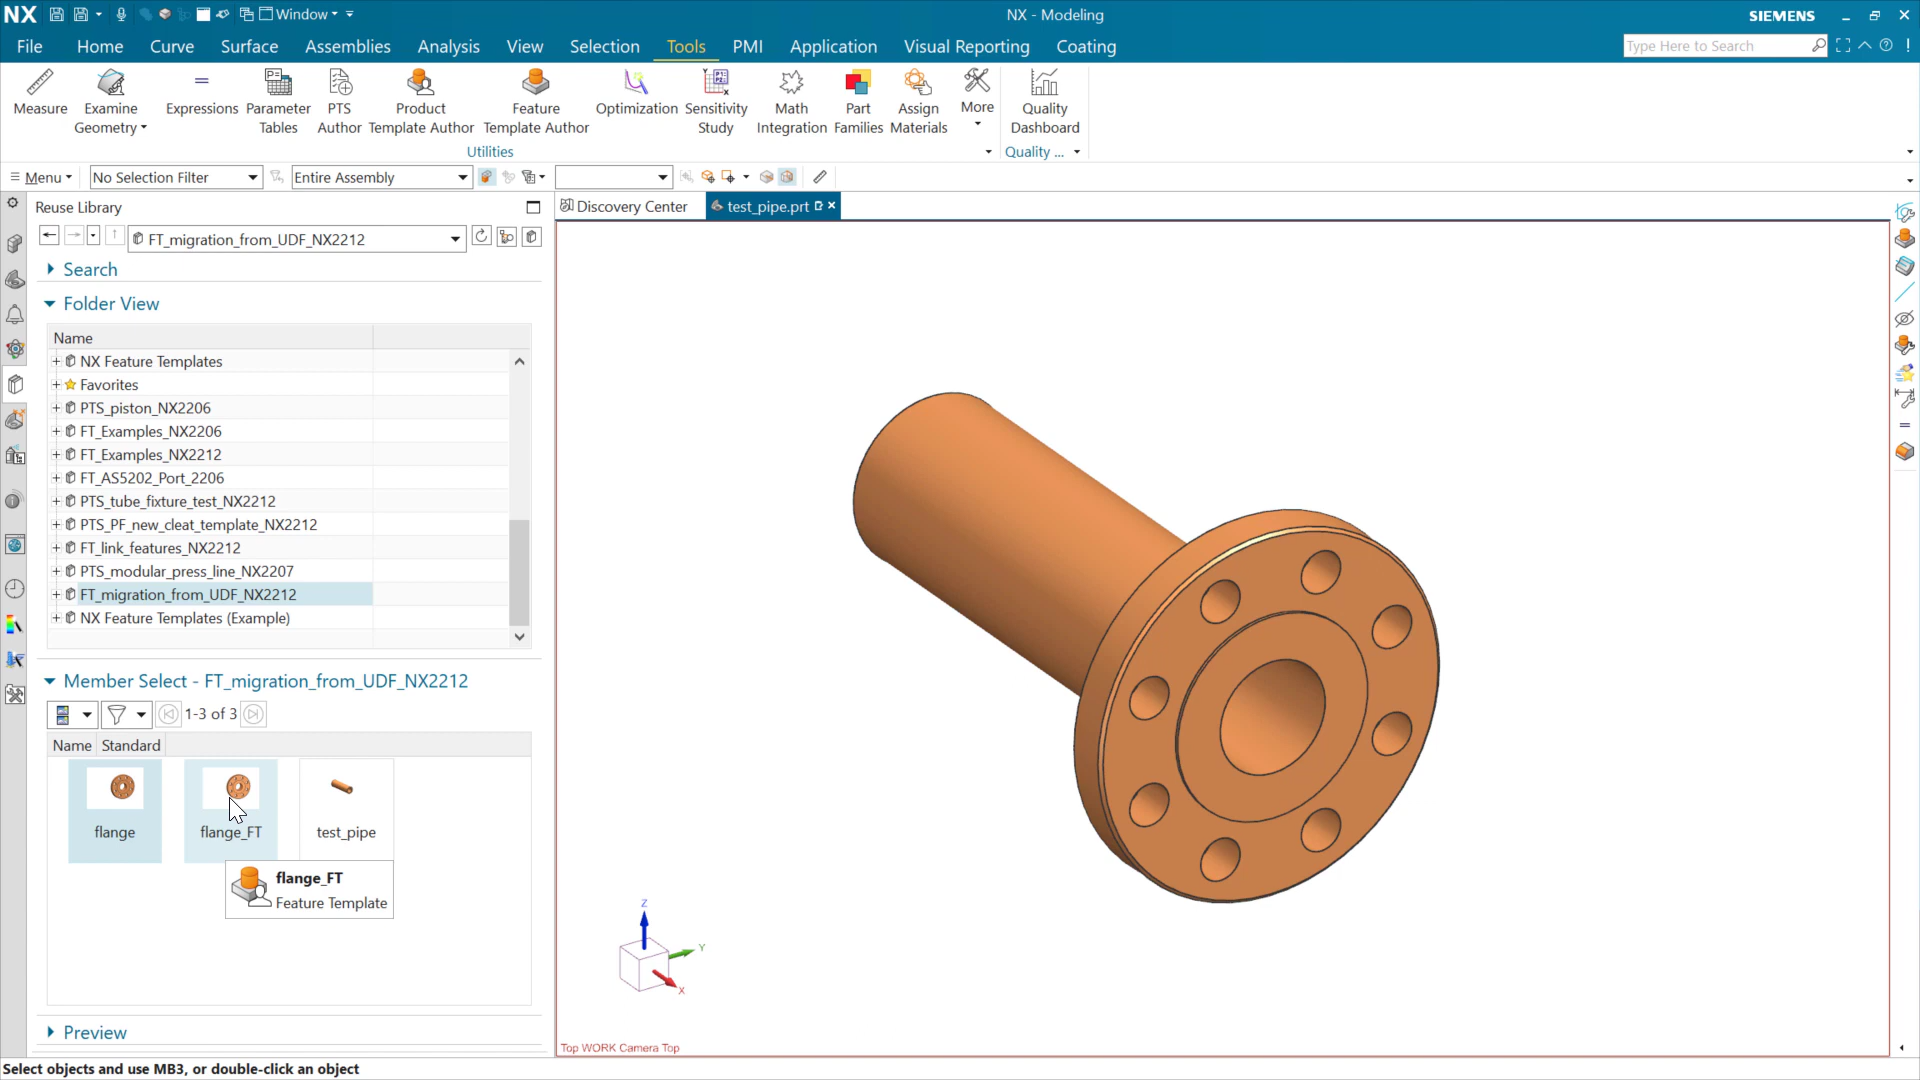 NX
Window
NX - Modeling
SIEMENS
File Home Curve Surface Assemblies Analysis View Selection Tools PMI Application Visual Reporting Coating
Type Here to Search
Measure
Examine
Geometry
Expressions
Parameter
Tables
PTS
Author
Product
Template Author
Feature
Template Author
Optimization
Sensitivity
Study
Math
Integration
Part
Families
Assign
Materials
More
Quality
Dashboard
Utilities
Quality ...
Menu
No Selection Filter
Entire Assembly
Reuse Library
Discovery Center
test_pipe.prt
FT_migration_from_UDF_NX2212
Search
Folder View
Name
NX Feature Templates
Favorites
PTS_piston_NX2206
FT_Examples_NX2206
FT_Examples_NX2212
FT_AS5202_Port_2206
PTS_tube_fixture_test_NX2212
PTS_PF_new_cleat_template_NX2212
FT_link_features_NX2212
PTS_modular_press_line_NX2207
FT_migration_from_UDF_NX2212
NX Feature Templates (Example)
Member Select - FT_migration_from_UDF_NX2212
1-3 of 3
Name Standard
flange
flange_FT
test_pipe
flange_FT
Feature Template
Z
Y
X
Preview
Top WORK Camera Top
Select objects and use MB3, or double-click an object